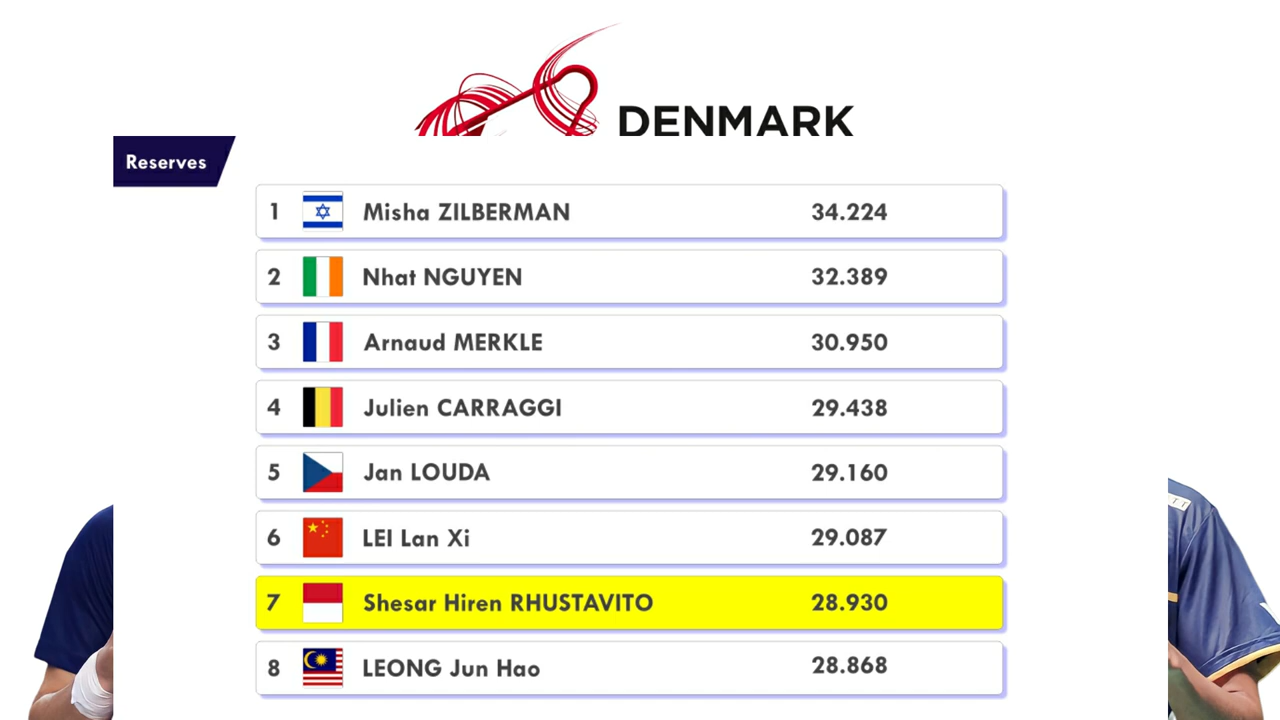 DENMARK
Reserves
1 Misha ZILBERMAN 34.224
2 Nhat NGUYEN 32.389
3 Arnaud MERKLE 30.950
4 Julien CARRAGGI 29.438
5 Jan LOUDA 29.160
6 LEI Lan Xi 29.087
7 Shesar Hiren RHUSTAVITO 28.930
8 LEONG Jun Hao 28.868